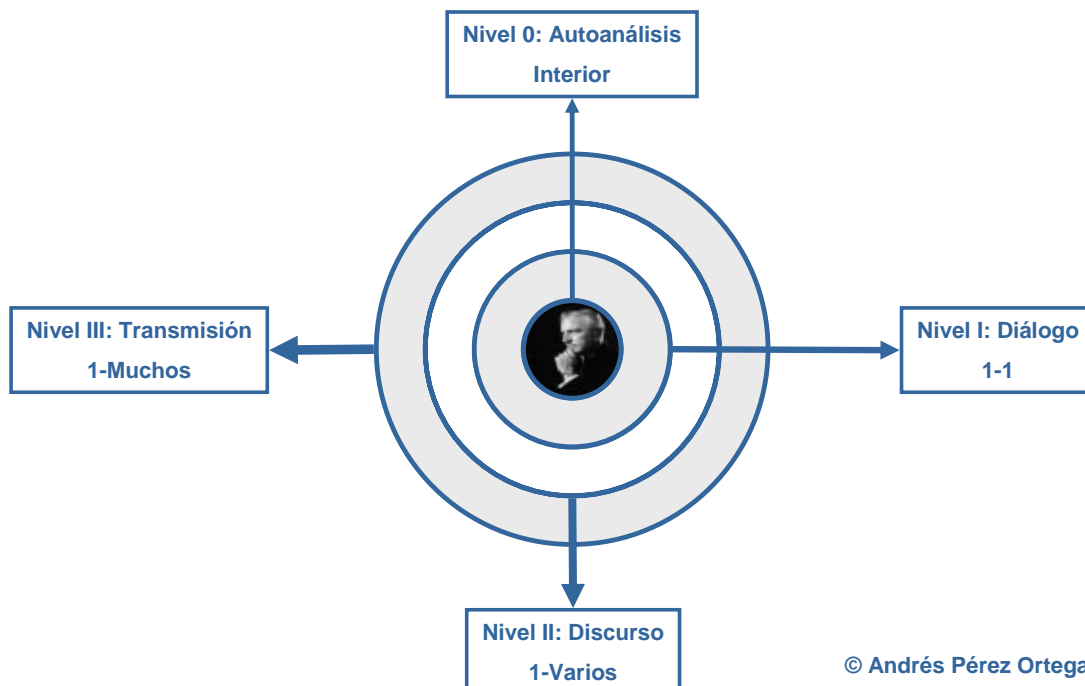 Nivel 0: Autoanálisis
Interior
Nivel III: Transmisión
1-Muchos
Nivel I: Diálogo
1-1
Nivel II: Discurso
1-Varios
© Andrés Pérez Ortega